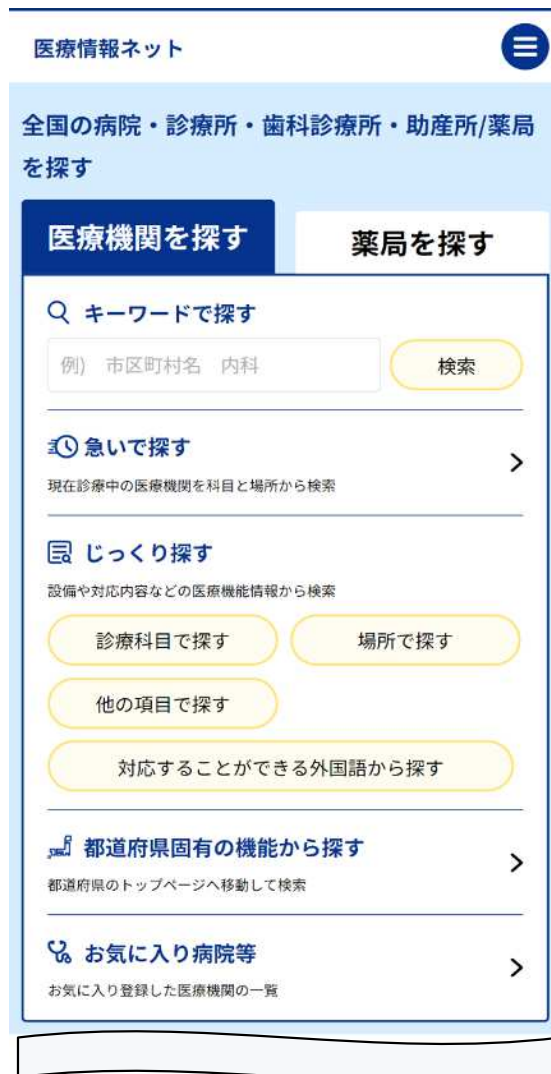 医療情報ネット
全国の病院・診療所・歯科診療所・助産所/薬局
を探す
医療機関を探す
薬局を探す
キーワードで探す
例) 市区町村名 内科
検索
急いで探す
現在診療中の医療機関を科目と場所から検索
じっくり探す
設備や対応内容などの医療機能情報から検索
診療科目で探す
場所で探す
他の項目で探す
対応することができる外国語から探す
都道府県固有の機能から探す
都道府県のトップページへ移動して検索
お気に入り病院等
お気に入り登録した医療機関の一覧